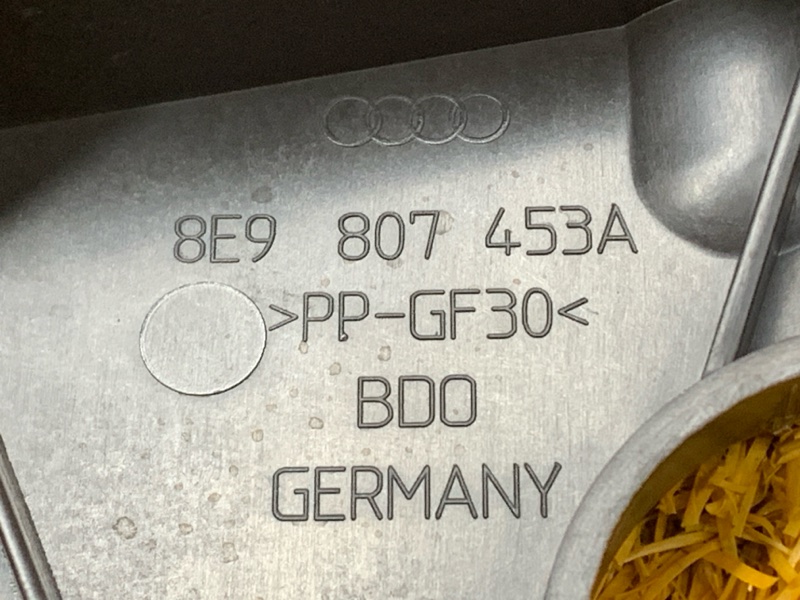 8E9 807 453A
>PP-GF30<
BDO
GERMANY